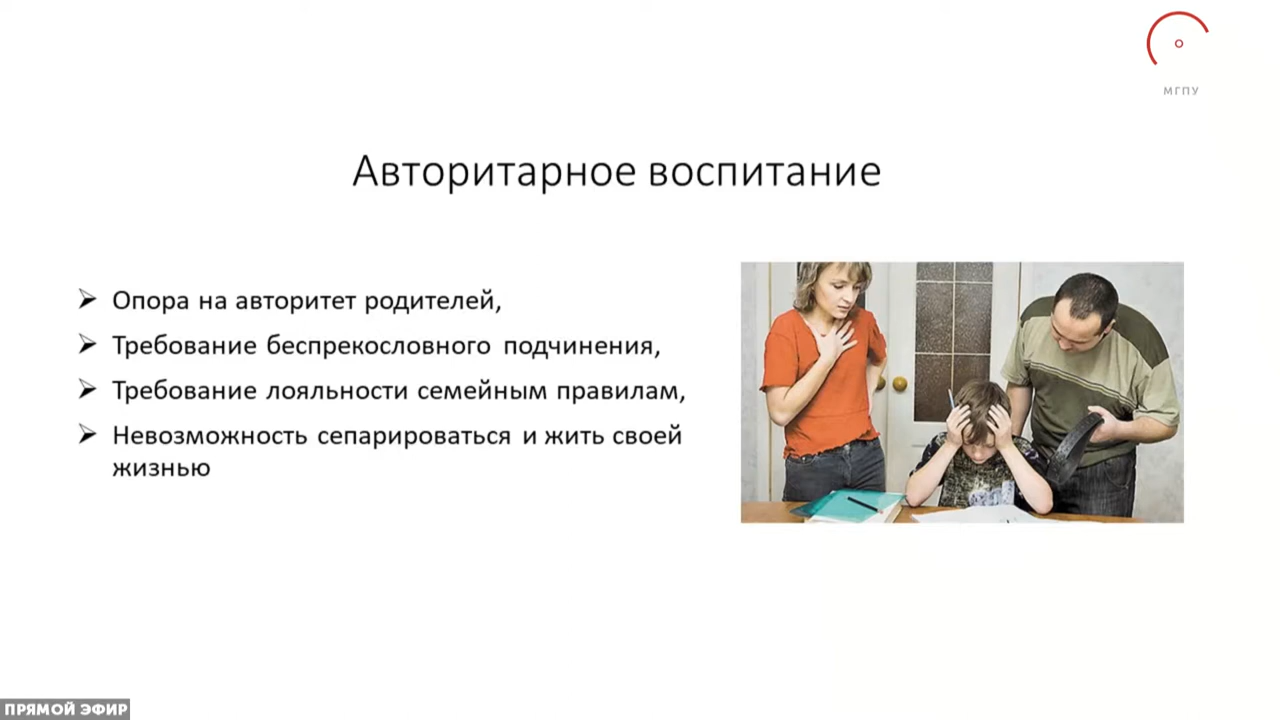 МГПУ
Авторитарное воспитание
Опора на авторитет родителей,
Требование беспрекословного подчинения,
Требование лояльности семейным правилам,
Невозможность сепарироваться и жить своей
жизнью
ПРЯМОЙ ЭФИР